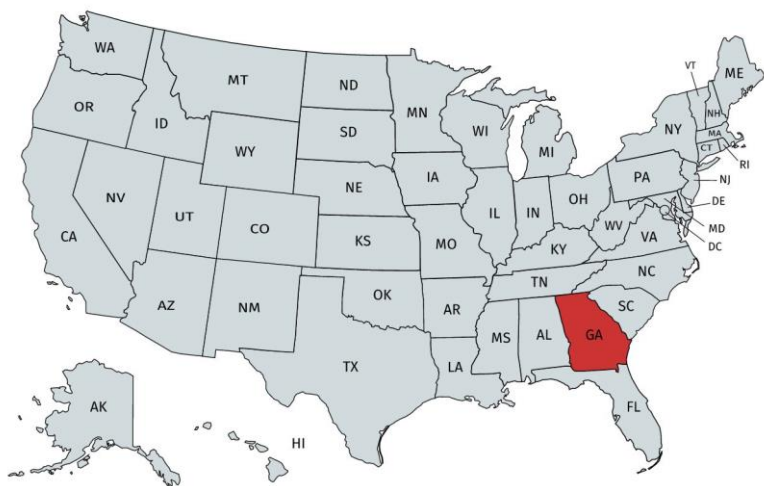 WA
MT
ND
MN
VT
ME
OR
ID
SD
WI
MI
NY
NH
MA
CT
RI
WY
IA
PA
NJ
NV
NE
IL
IN
OH
DE
UT
CO
WV
MD
CA
KS
MO
KY
VA
DC
AZ
NM
OK
AR
TN
NC
SC
MS
AL
GA
TX
LA
FL
AK
HI